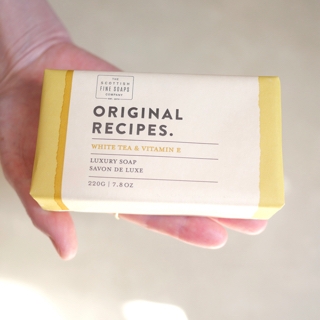 THE
SCOTTISH
FINE SOAPS
COMPANY
ORIGINAL
RECIPES.
WHITE TEA & VITAMIN E
LUXURY SOAP
SAVON DE LUXE
220G | 7.8 OZ